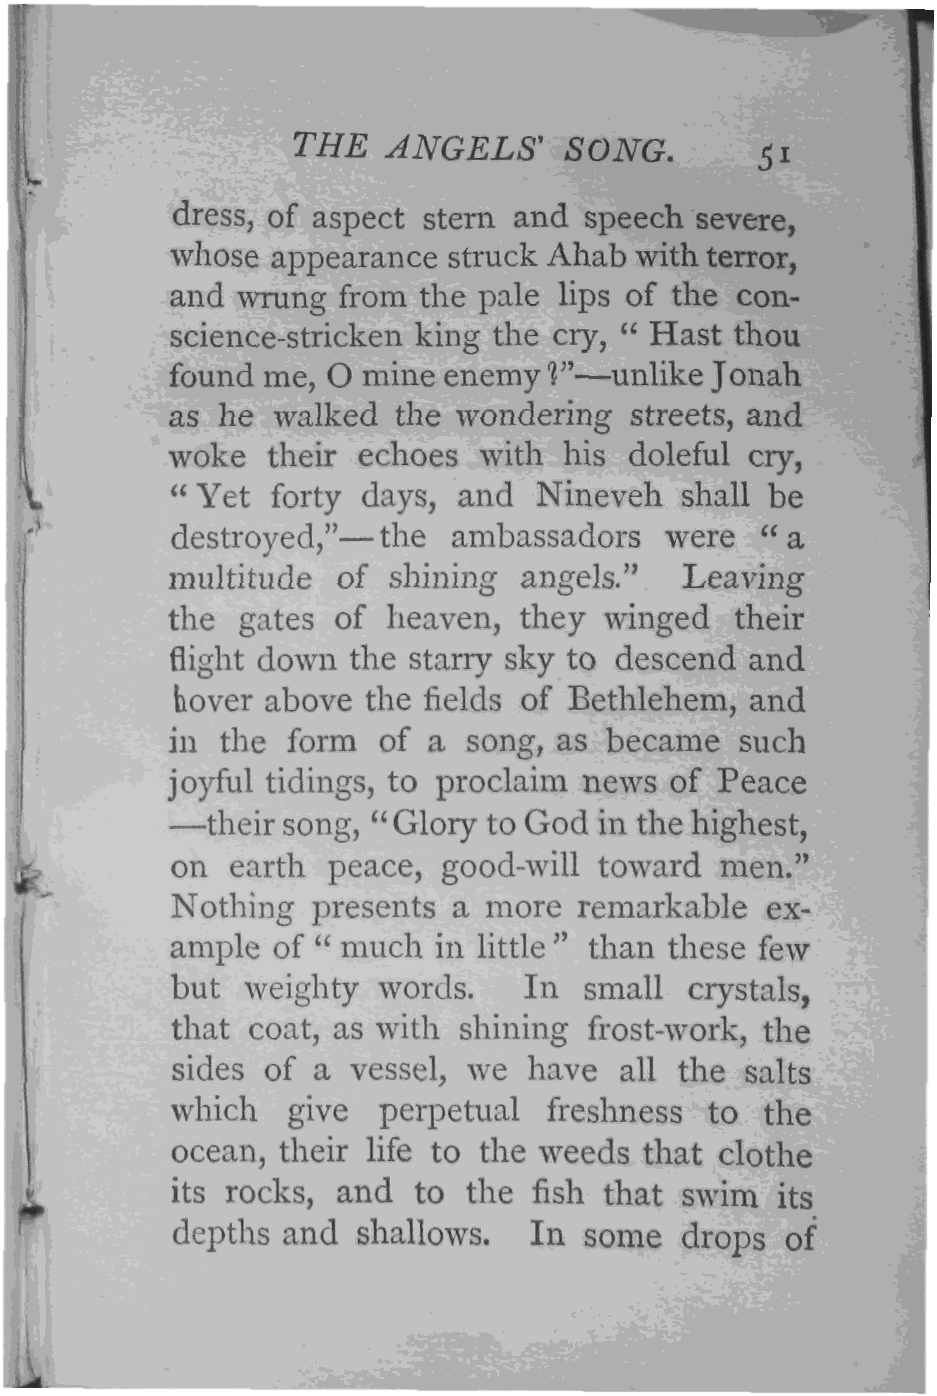 THE ANGELS' SONG. 51
dress, of aspect stern and speech severe,
whose appearance struck Ahab with terror,
and wrung from the pale lips of the con-
science-stricken king the cry, “ Hast thou
found me, O mine enemy ?”—unlike Jonah
as he walked the wondering streets, and
woke their echoes with his doleful cry,
“ Yet forty days, and Nineveh shall be
destroyed,”—the ambassadors were “ a
multitude of shining angels.” Leaving
the gates of heaven, they winged their
flight down the starry sky to descend and
hover above the fields of Bethlehem, and
in the form of a song, as became such
joyful tidings, to proclaim news of Peace
—their song, “Glory to God in the highest,
on earth peace, good-will toward men.”
Nothing presents a more remarkable ex-
ample of “ much in little ” than these few
but weighty words. In small crystals,
that coat, as with shining frost-work, the
sides of a vessel, we have all the salts
which give perpetual freshness to the
ocean, their life to the weeds that clothe
its rocks, and to the fish that swim its
depths and shallows. In some drops of